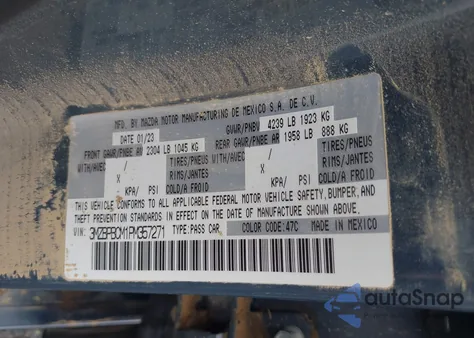 MFD. BY MAZDA MOTOR MANUFACTURING DE MEXICO S.A. DE C.V.
DATE 01/23 GVWR/PNBV 4239 LB 1923 KG
FRONT GAWR/PNBE AV 2304 LB 1045 KG REAR GAWR/PNBE AR 1958 LB 888 KG
WITH/AVEC TIRES/PNEUS WITH/AVEC TIRES/PNEUS
/ RIMS/JANTES / RIMS/JANTES
X KPA/ PSI COLD/A FROID X KPA/ PSI COLD/A FROID
THIS VEHICLE CONFORMS TO ALL APPLICABLE FEDERAL MOTOR VEHICLE SAFETY, BUMPER, AND
THEFT PREVENTION STANDARDS IN EFFECT ON THE DATE OF MANUFACTURE SHOWN ABOVE.
VIN: 3MZBPBCM1PM357271 TYPE: PASS CAR COLOR CODE:47C MADE IN MEXICO
autoSnap